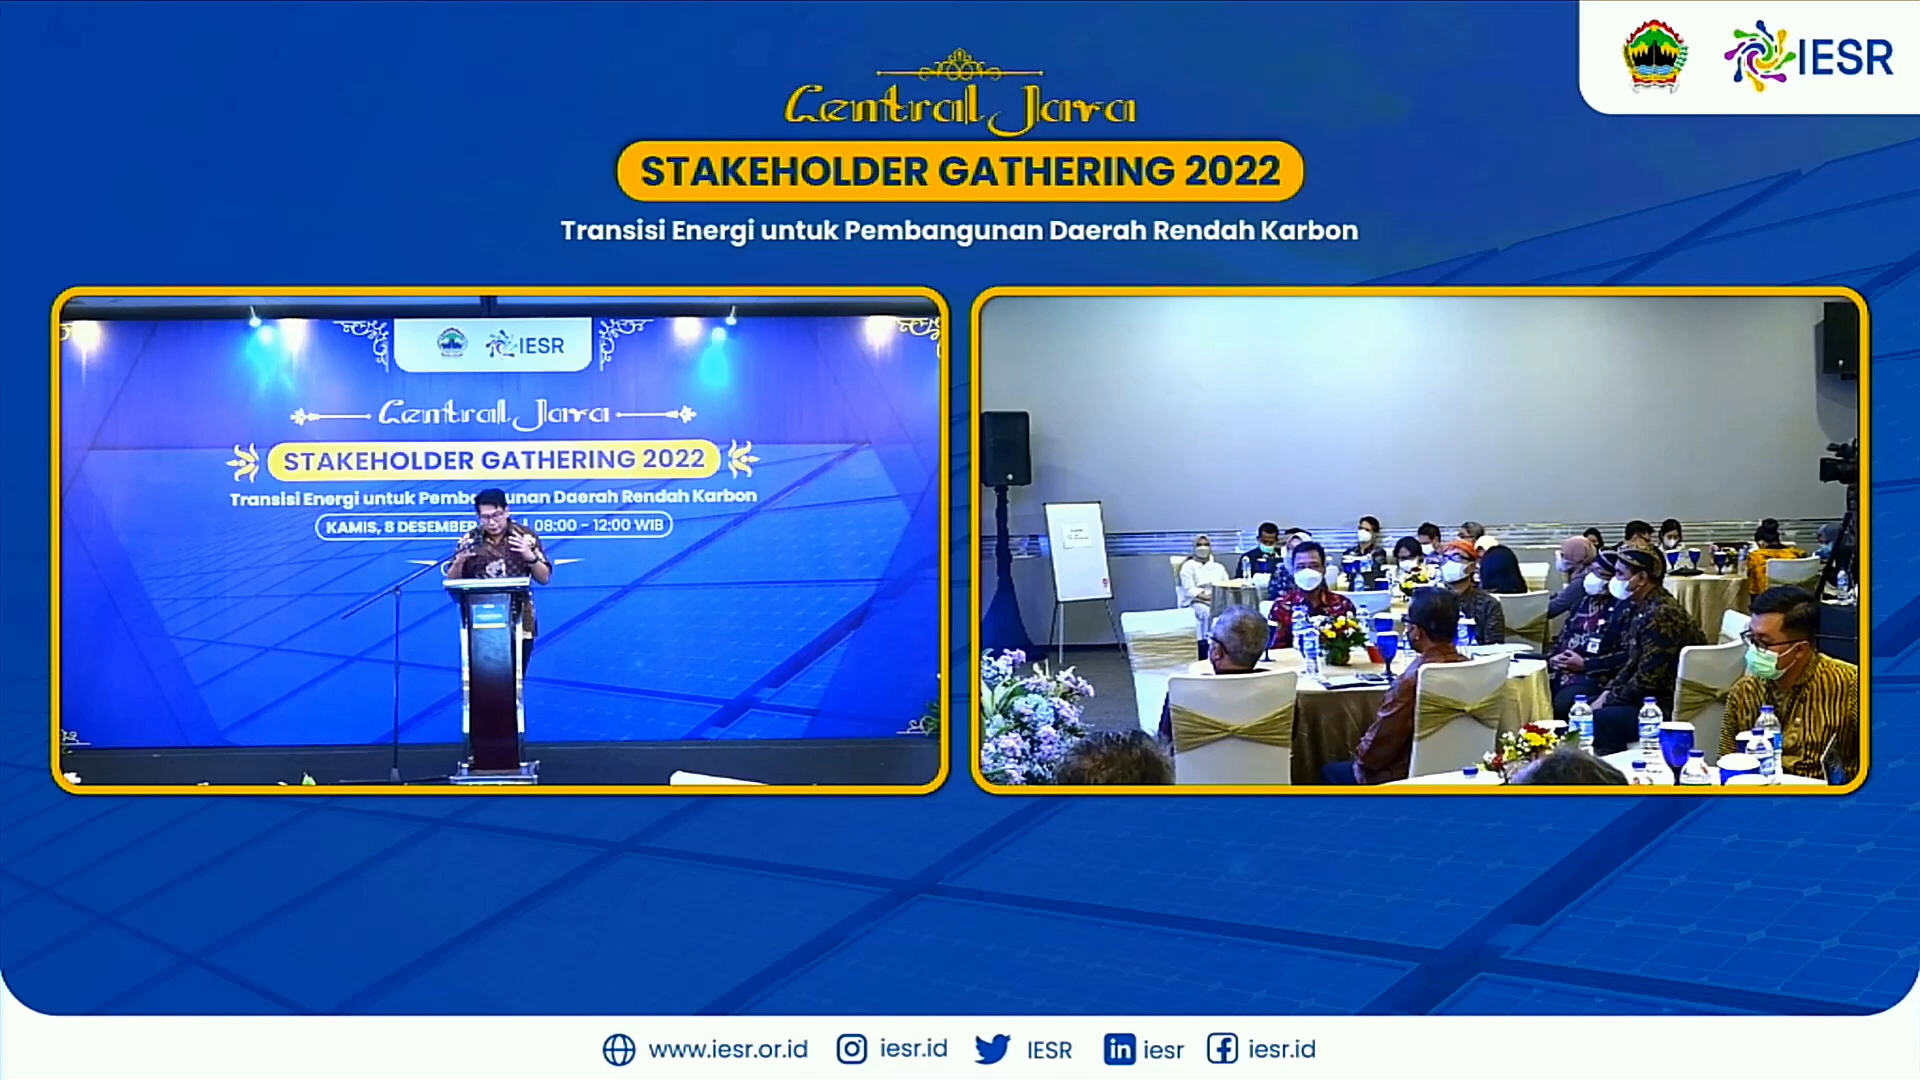 IESR
Central Java
STAKEHOLDER GATHERING 2022
Transisi Energi untuk Pembangunan Daerah Rendah Karbon
IESR
Central Java
STAKEHOLDER GATHERING 2022
Transisi Energi untuk Pembangunan Daerah Rendah Karbon
KAMIS, 8 DESEMBER | 08:00 - 12:00 WIB
www.iesr.or.id iesr.id IESR iesr iesr.id